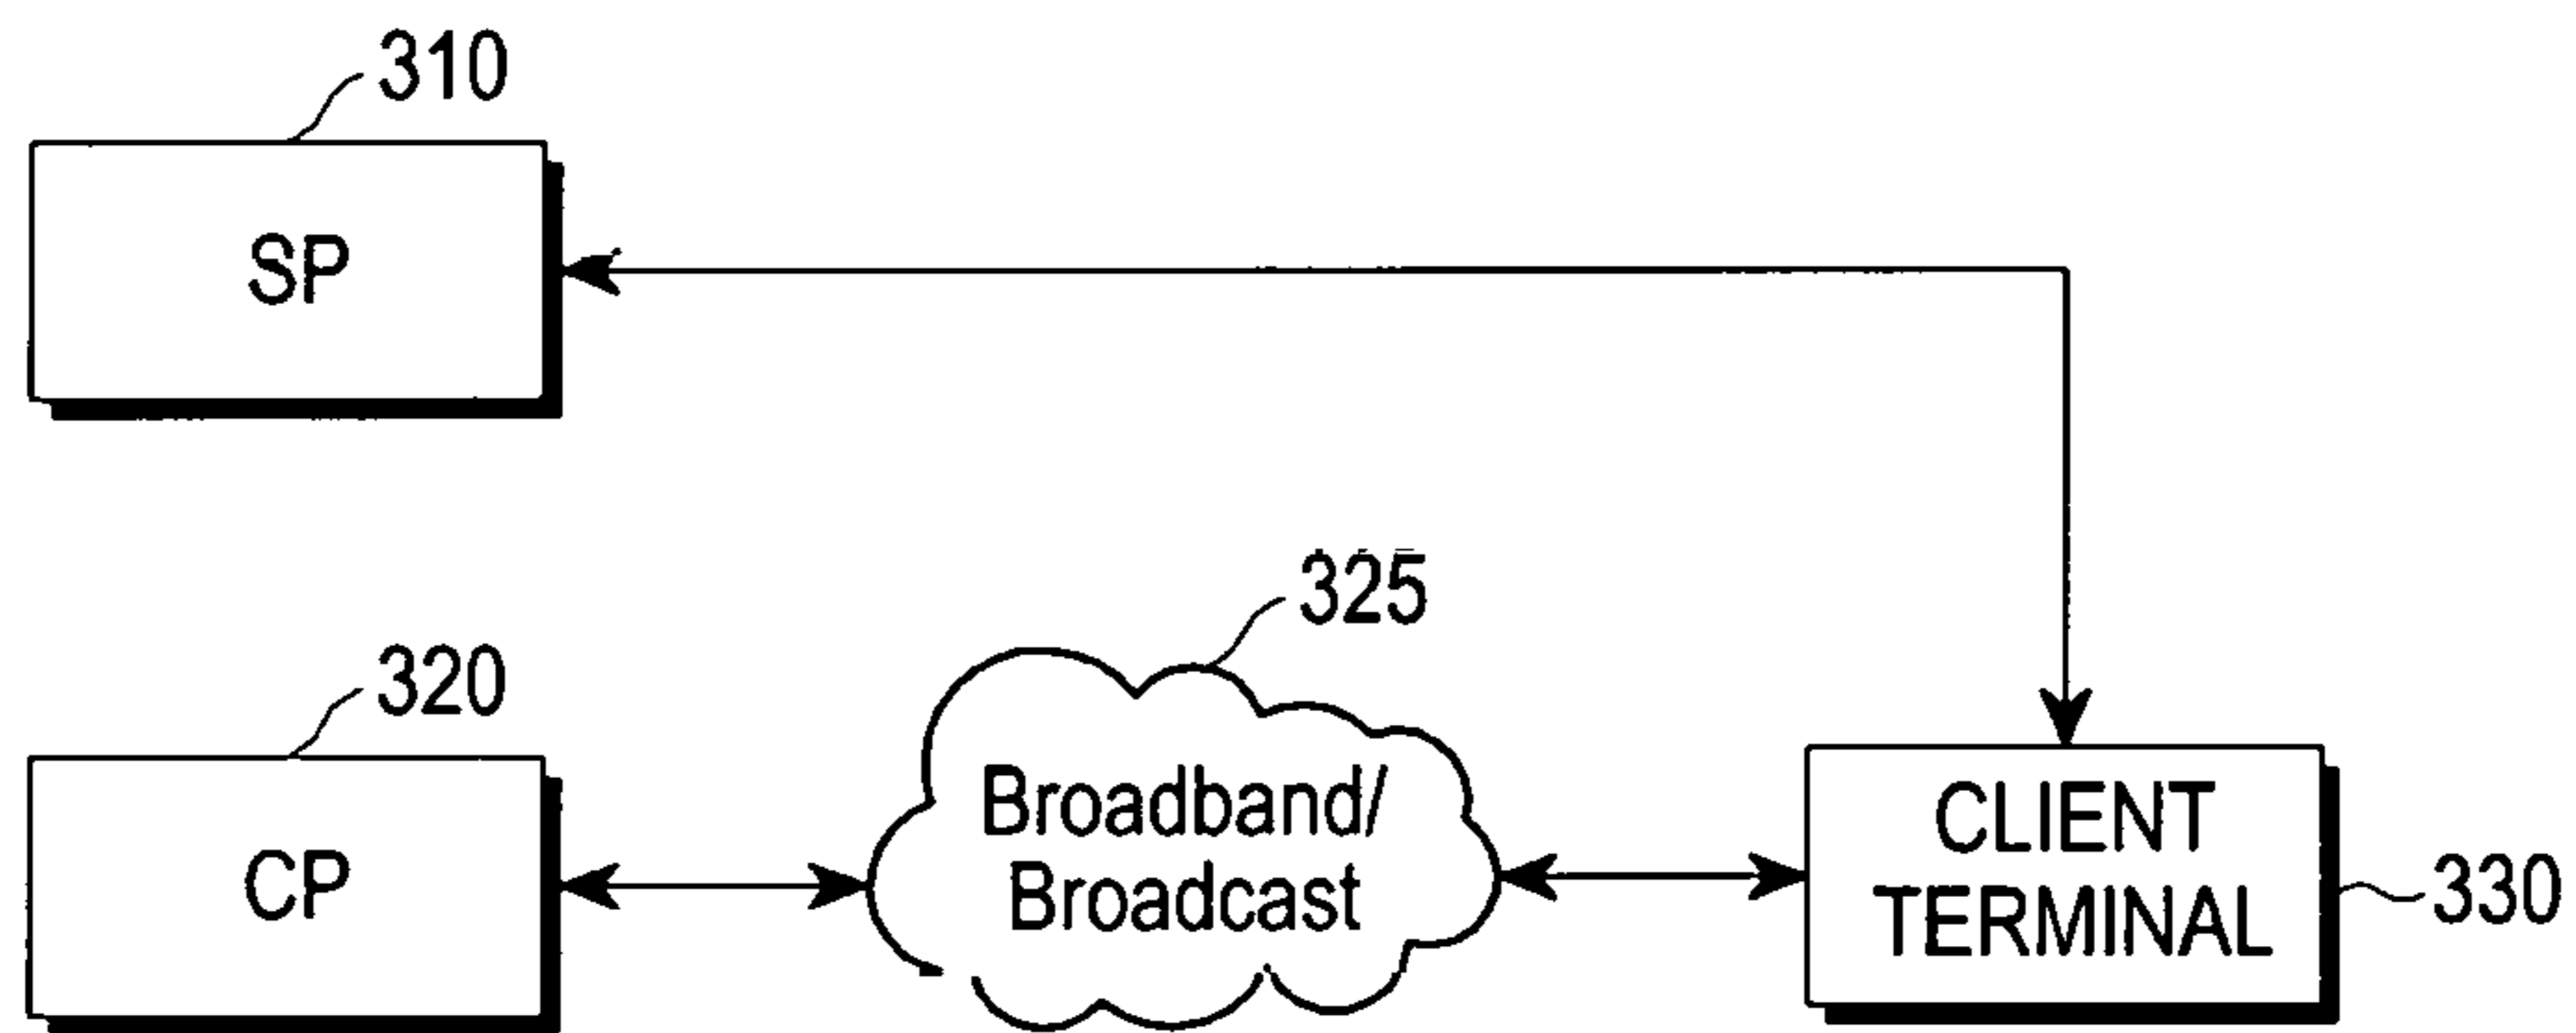 310
SP
325
320
Broadband/
Broadcast
CP
CLIENT
TERMINAL
330